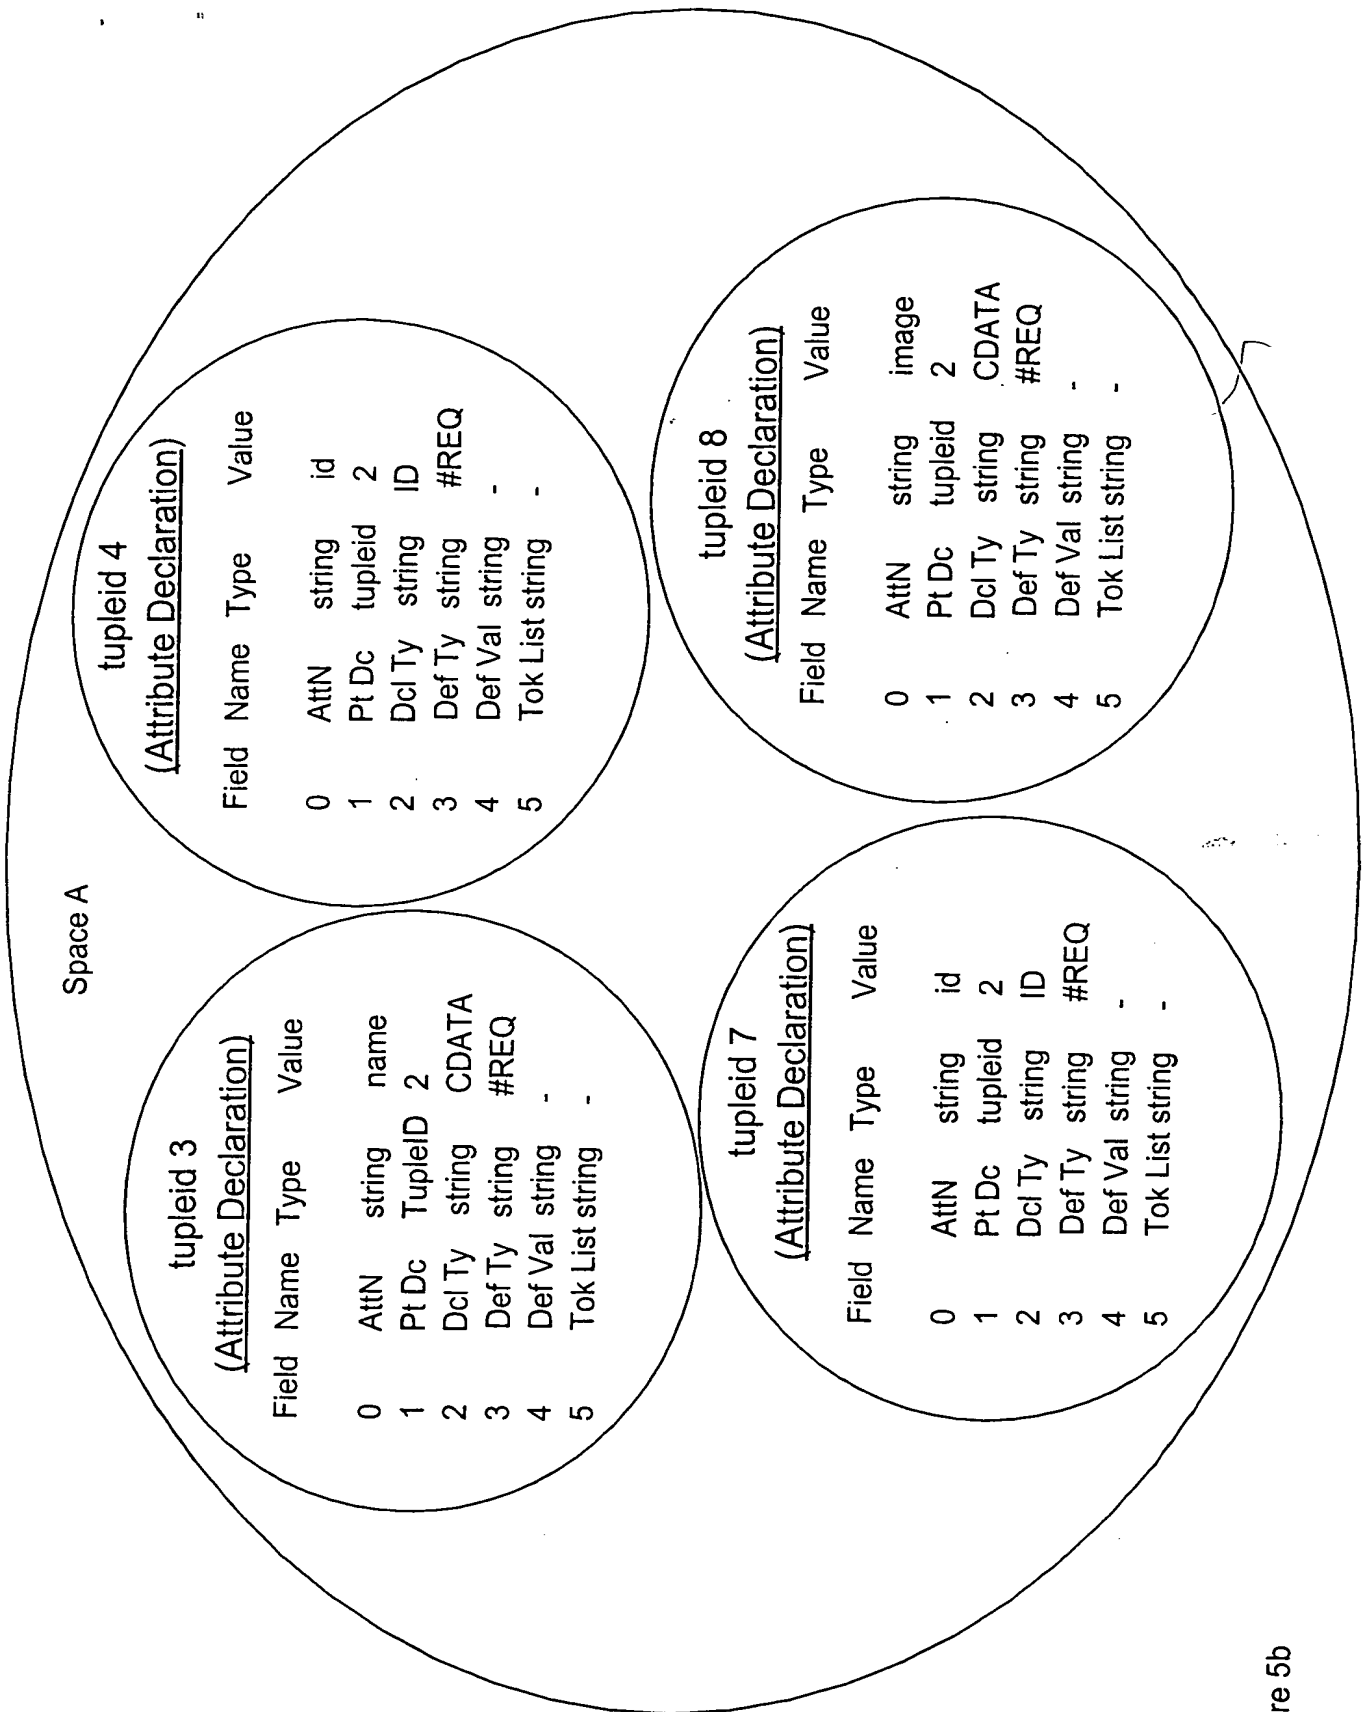 Space A
tupleid 3
(Attribute Declaration)
Field Name Type Value
0 AttN string name
1 Pt Dc TupleID 2
2 Dcl Ty string CDATA
3 Def Ty string #REQ
4 Def Val string -
5 Tok List string -
tupleid 4
(Attribute Declaration)
Field Name Type Value
0 AttN string id
1 Pt Dc tupleid 2
2 Dcl Ty string ID
3 Def Ty string #REQ
4 Def Val string -
5 Tok List string -
tupleid 7
(Attribute Declaration)
Field Name Type Value
0 AttN string id
1 Pt Dc tupleid 2
2 Dcl Ty string ID
3 Def Ty string #REQ
4 Def Val string -
5 Tok List string -
tupleid 8
(Attribute Declaration)
Field Name Type Value
0 AttN string image
1 Pt Dc tupleid 2
2 Dcl Ty string CDATA
3 Def Ty string #REQ
4 Def Val string -
5 Tok List string -
re 5b